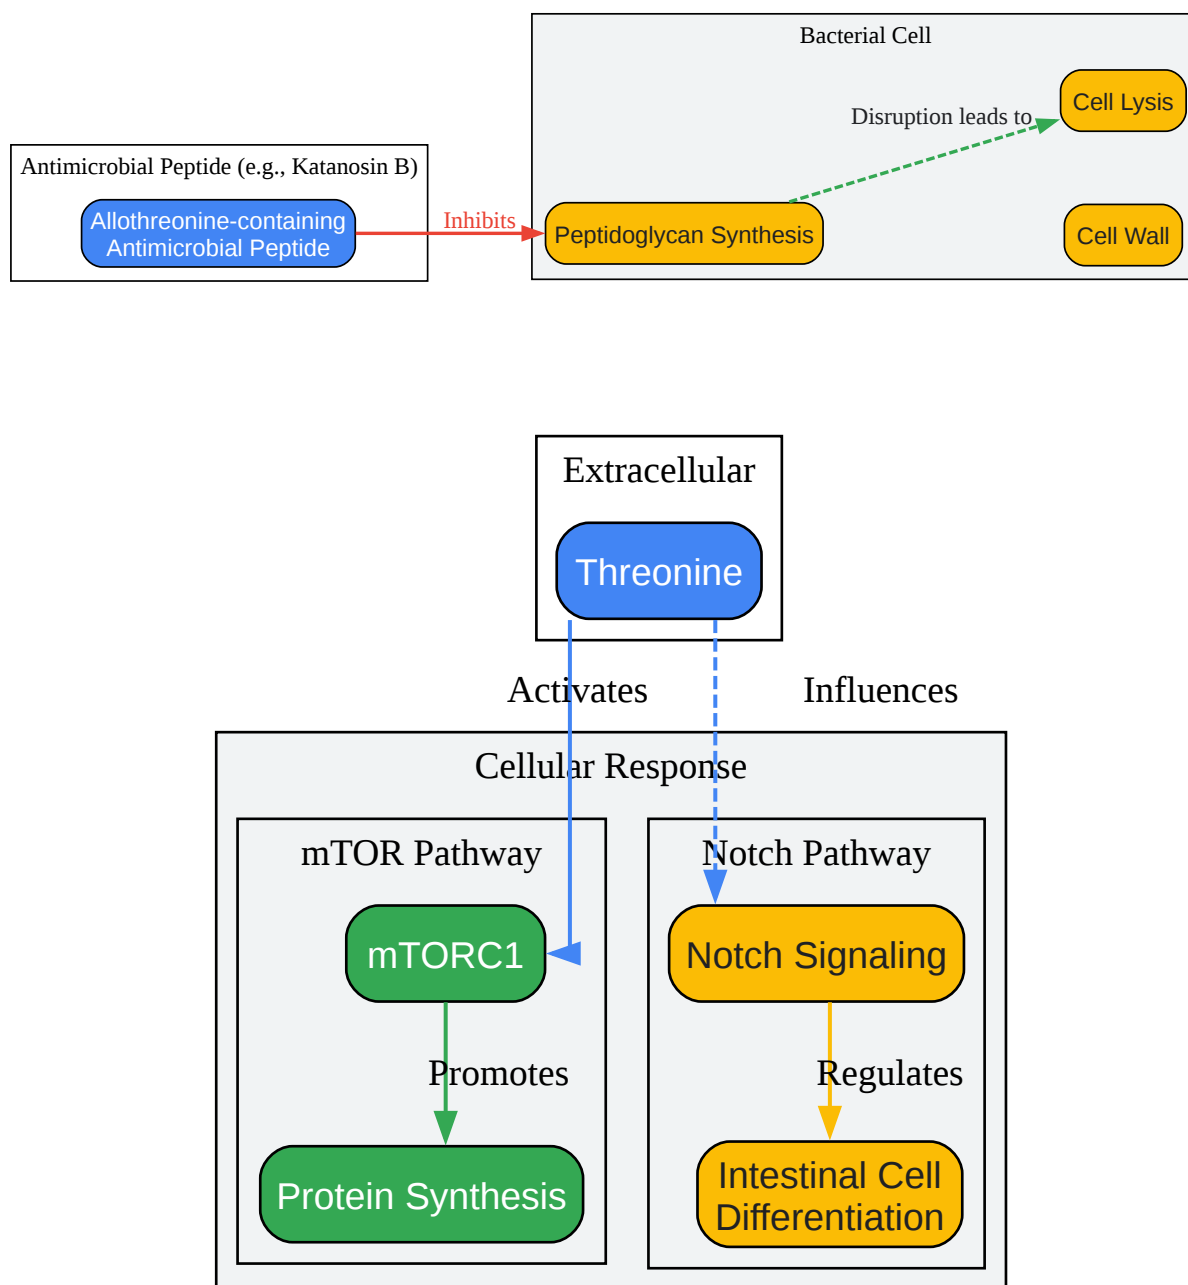 Bacterial Cell
Cell Lysis
Disruption leads to
Antimicrobial Peptide (e.g., Katanosin B)
Allothreonine-containing
Antimicrobial Peptide
Inhibits
Peptidoglycan Synthesis
Cell Wall
Extracellular
Threonine
Activates
Influences
Cellular Response
mTOR Pathway
Notch Pathway
mTORC1
Notch Signaling
Promotes
Regulates
Protein Synthesis
Intestinal Cell
Differentiation